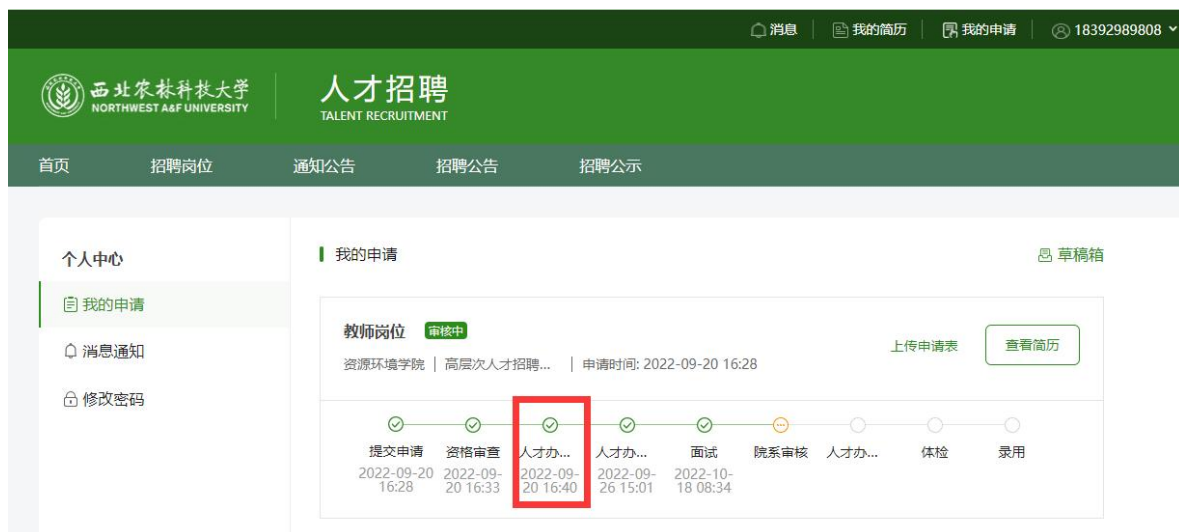 消息 我的简历 我的申请 18392989808
西北农林科技大学 人才招聘
NORTHWEST A&F UNIVERSITY TALENT RECRUITMENT
首页 招聘岗位 通知公告 招聘公告 招聘公示
个人中心 我的申请 草稿箱
我的申请
消息通知
修改密码
教师岗位 审核中
资源环境学院 | 高层次人才招聘... | 申请时间: 2022-09-20 16:28
上传申请表 查看简历
提交申请 资格审查 人才办... 人才办... 面试 院系审核 人才办... 体检 录用
2022-09-20 2022-09- 2022-09- 2022-09- 2022-10-
16:28 20 16:33 20 16:40 26 15:01 18 08:34